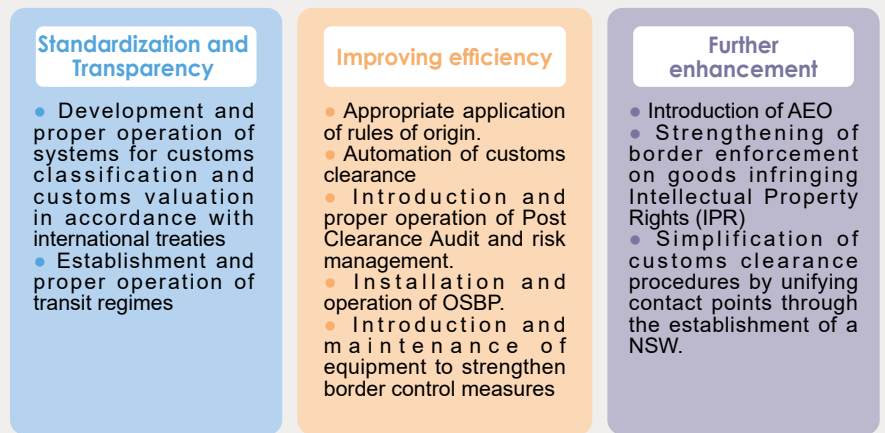 Standardization and
Transparency
● Development and
proper operation of
systems for customs
classification and
customs valuation
in accordance with
international treaties
● Establishment and
proper operation of
transit regimes
Improving efficiency
● Appropriate application
of rules of origin.
● Automation of customs
clearance
● Introduction and
proper operation of Post
Clearance Audit and risk
management.
● Installation and
operation of OSBP.
● Introduction and
maintenance of
equipment to strengthen
border control measures
Further
enhancement
● Introduction of AEO
● Strengthening of
border enforcement
on goods infringing
Intellectual Property
Rights (IPR)
● Simplification of
customs clearance
procedures by unifying
contact points through
the establishment of a
NSW.